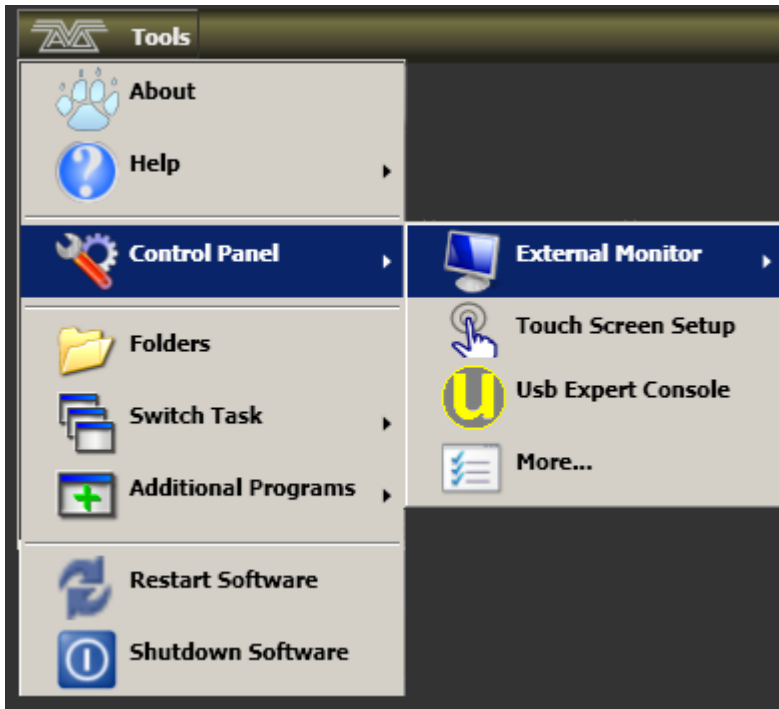 Tools
About
Help
Control Panel
Folders
Switch Task
Additional Programs
Restart Software
Shutdown Software
External Monitor
Touch Screen Setup
Usb Expert Console
More...